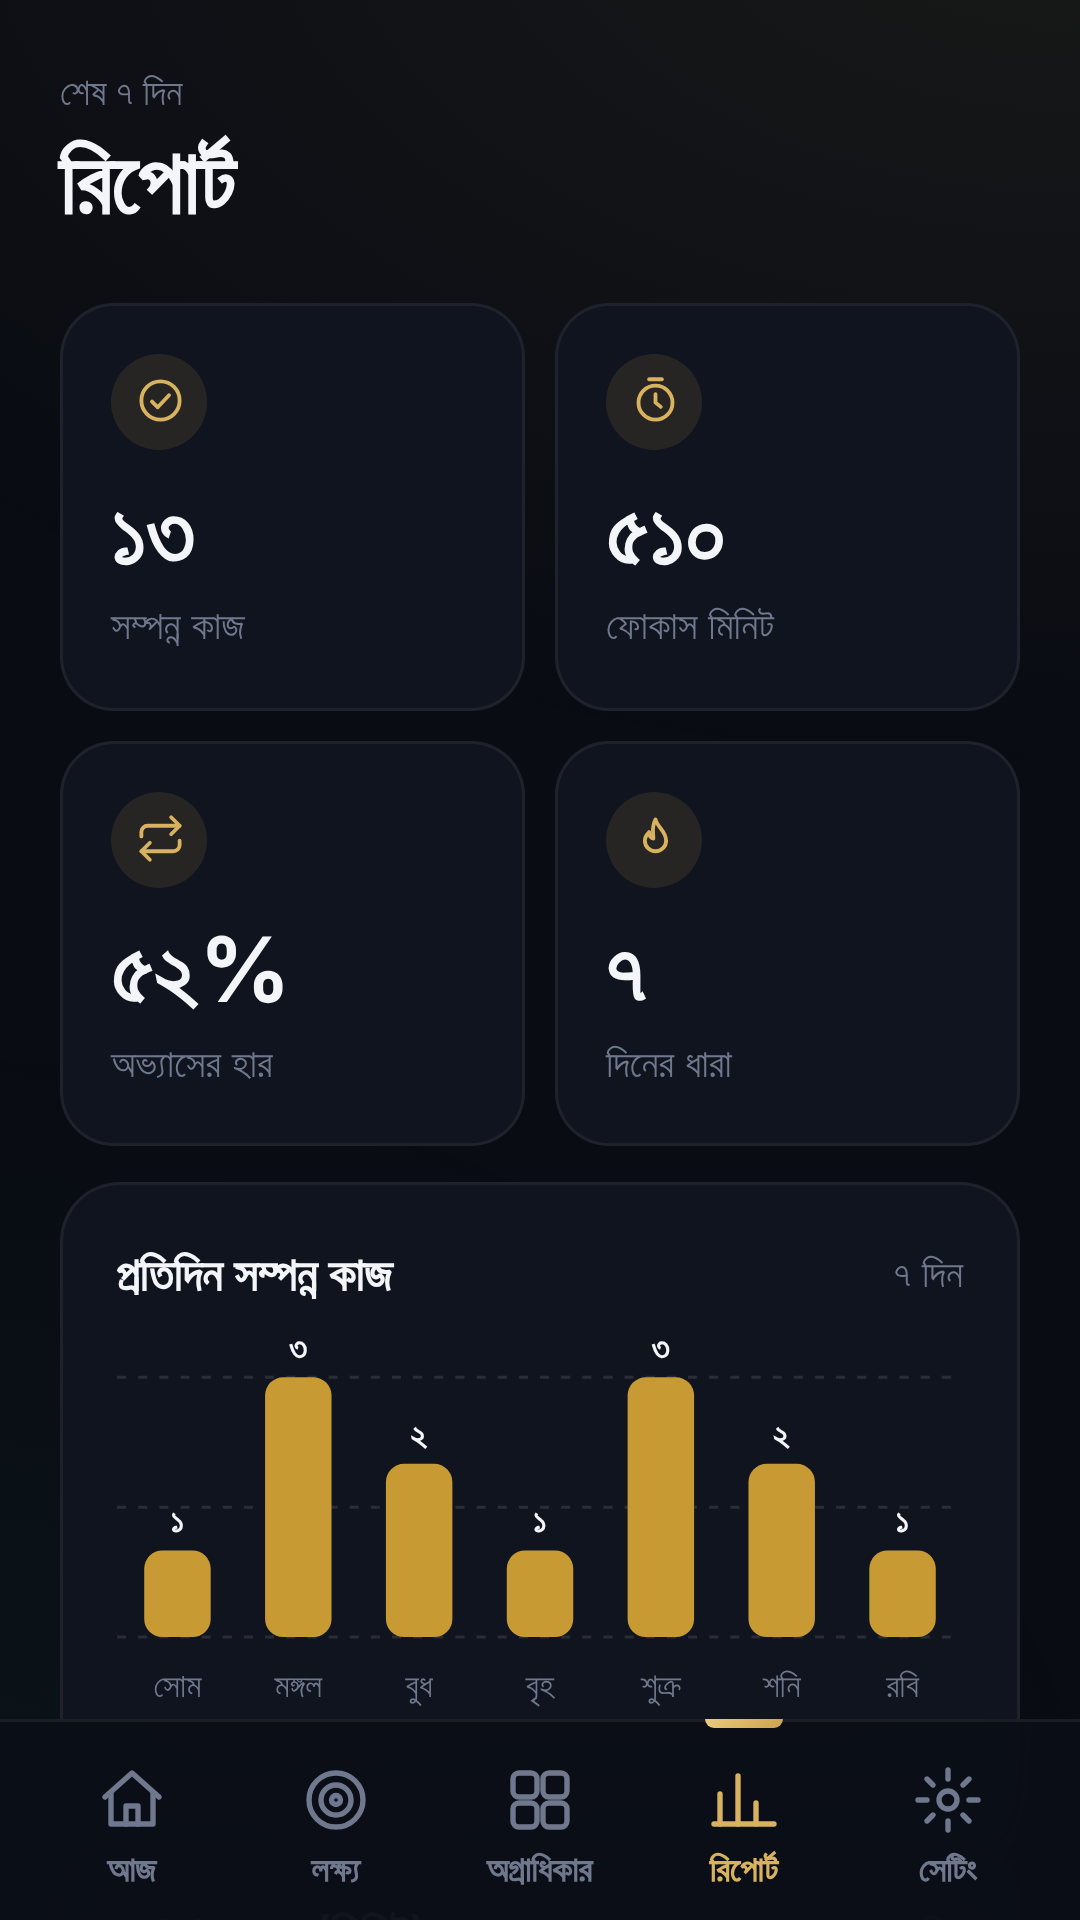 শেষ ৭ দিন
রিপোর্ট
১৩
সম্পন্ন কাজ
৫১০
ফোকাস মিনিট
৫২%
অভ্যাসের হার
৭
দিনের ধারা
প্রতিদিন সম্পন্ন কাজ
৭ দিন
১ ৩ ২ ১ ৩ ২ ১
সোম মঙ্গল বুধ বৃহ শুক্র শনি রবি
আজ লক্ষ্য অগ্রাধিকার রিপোর্ট সেটিং